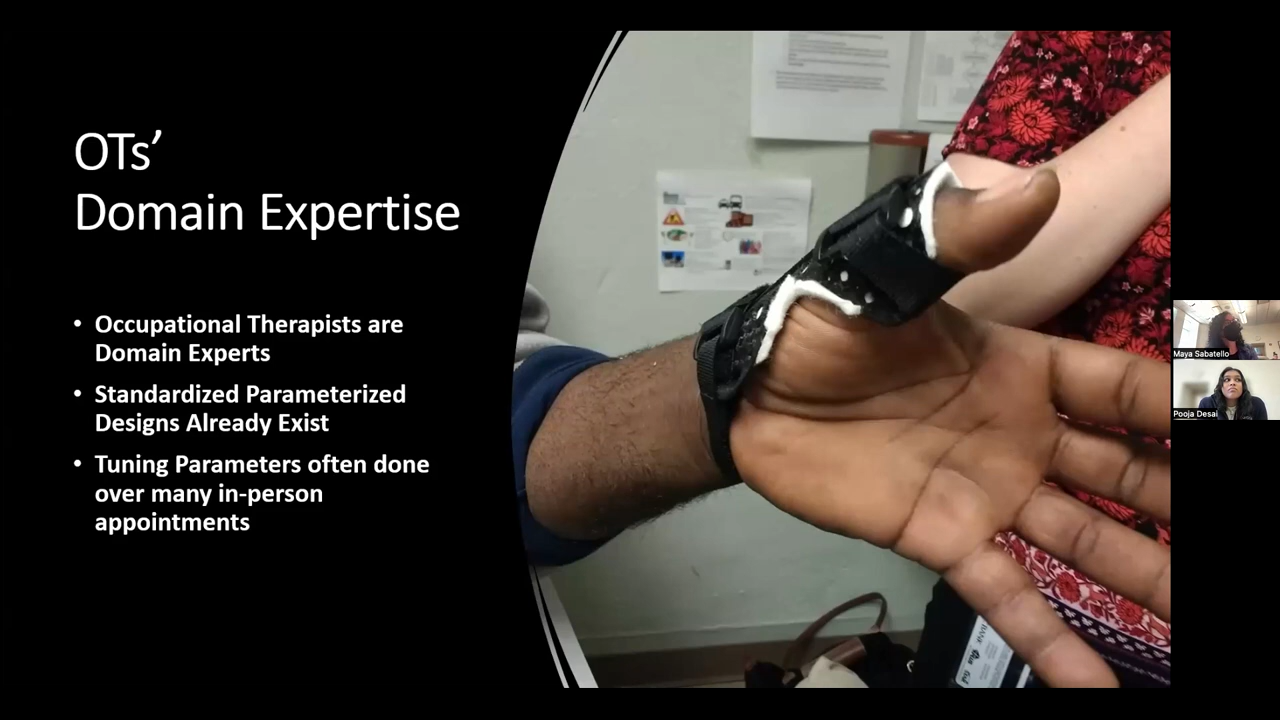 OTs’
Domain Expertise
• Occupational Therapists are
Domain Experts
• Standardized Parameterized
Designs Already Exist
• Tuning Parameters often done
over many in-person
appointments
Maya Sabatello
Pooja Desai